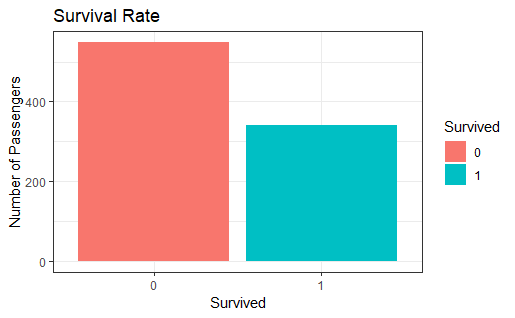 Survival Rate
Number of Passengers
400
200
0
0
1
Survived
Survived
0
1